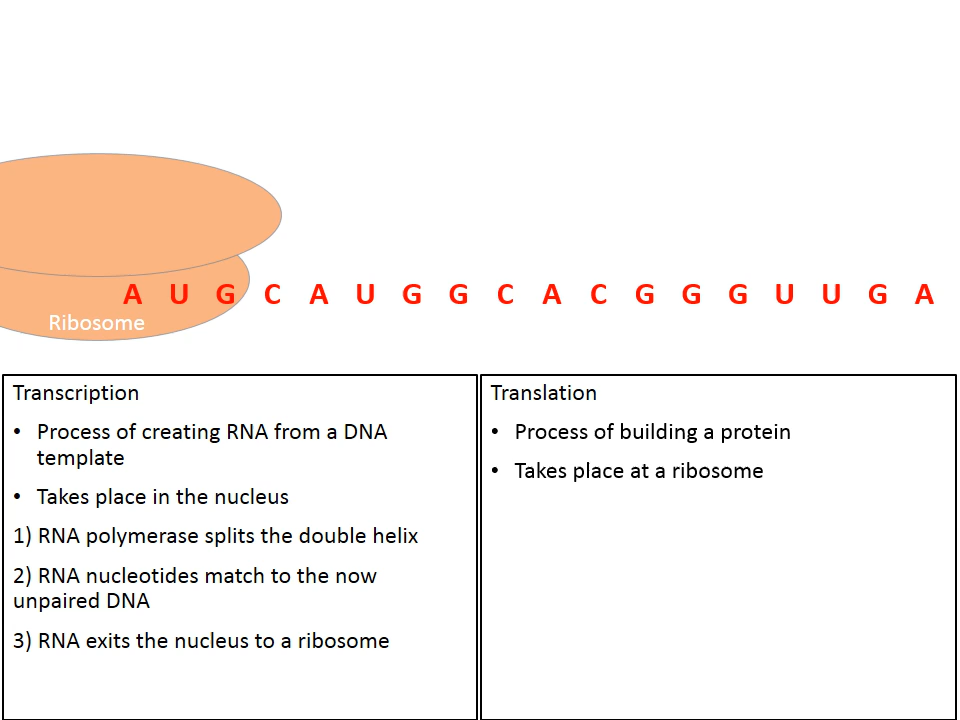 A U G C A U G G C A C G G G U U G A
Ribosome
Transcription
• Process of creating RNA from a DNA
template
• Takes place in the nucleus
1) RNA polymerase splits the double helix
2) RNA nucleotides match to the now
unpaired DNA
3) RNA exits the nucleus to a ribosome
Translation
• Process of building a protein
• Takes place at a ribosome